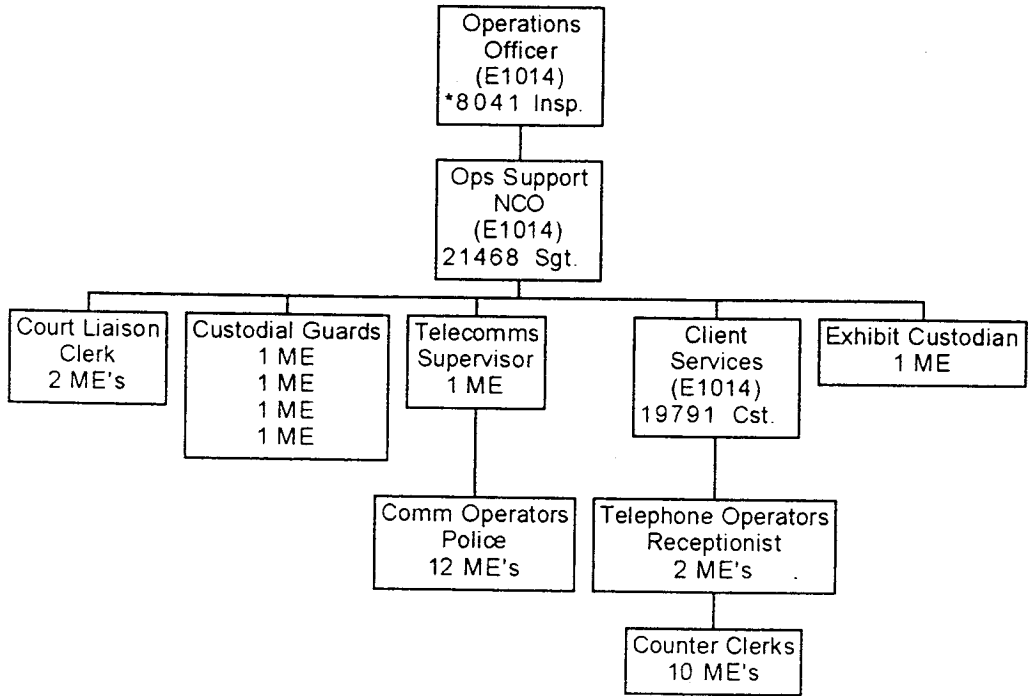 Operations
Officer
(E1014)
*8041 Insp.
Ops Support
NCO
(E1014)
21468 Sgt.
Court Liaison
Clerk
2 ME's
Custodial Guards
1 ME
1 ME
1 ME
1 ME
Telecomms
Supervisor
1 ME
Client
Services
(E1014)
19791 Cst.
Exhibit Custodian
1 ME
Comm Operators
Police
12 ME's
Telephone Operators
Receptionist
2 ME's
Counter Clerks
10 ME's